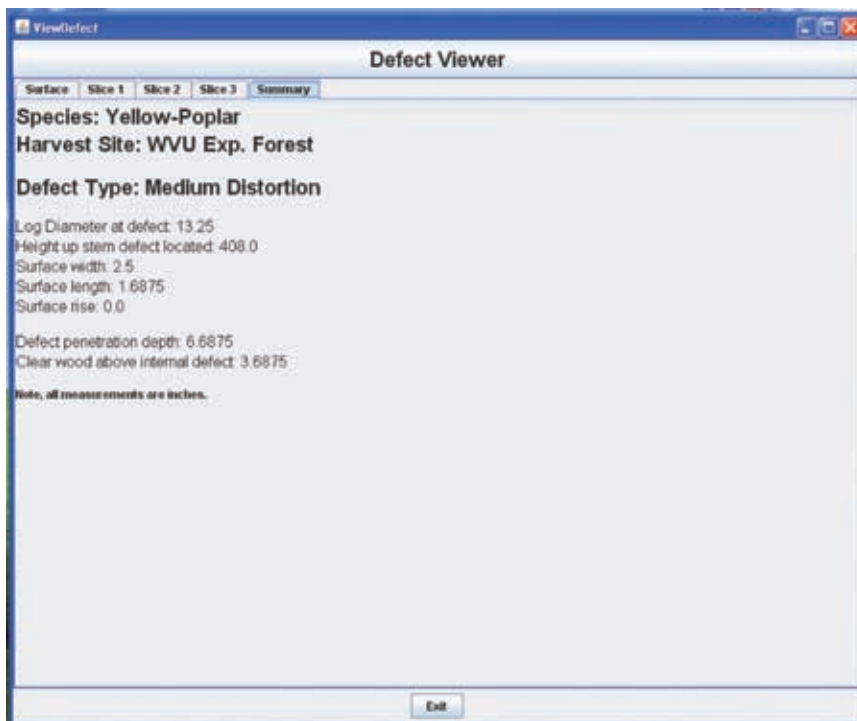 ViewDefect
Defect Viewer
Surface Slice 1 Slice 2 Slice 3 Summary
Species: Yellow-Poplar
Harvest Site: WVU Exp. Forest
Defect Type: Medium Distortion
Log Diameter at defect: 13.25
Height up stem defect located: 408.0
Surface width: 2.5
Surface length: 1.6875
Surface rise: 0.0
Defect penetration depth: 6.6875
Clear wood above internal defect: 3.6875
Note, all measurements are inches.
Exit